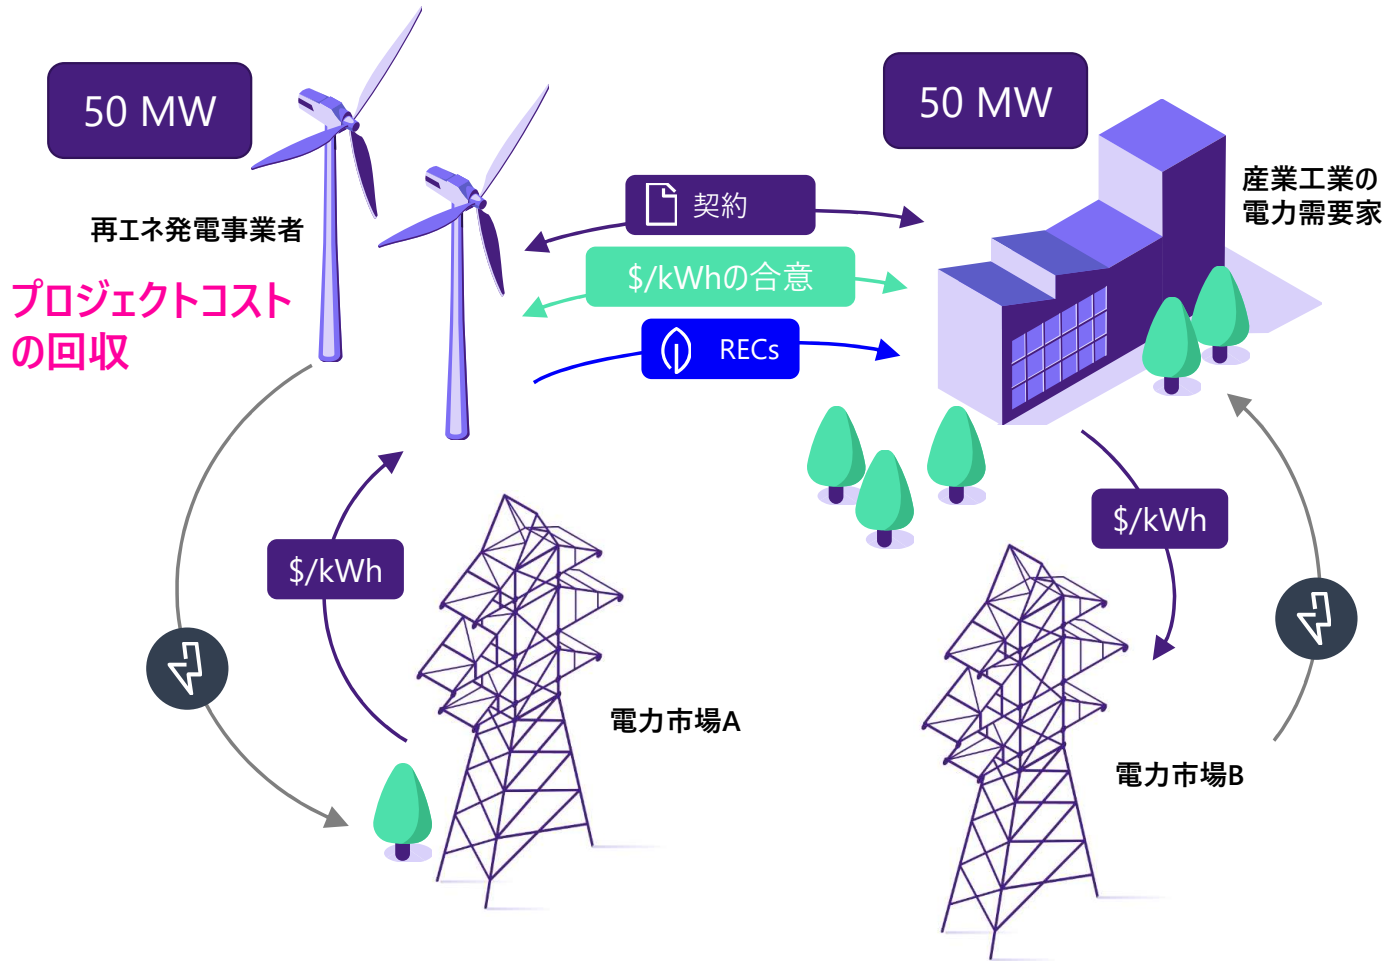 50 MW
50 MW
再エネ発電事業者
産業工業の
電力需要家
契約
$/kWhの合意
RECs
プロジェクトコスト
の回収
$/kWh
$/kWh
電力市場A
電力市場B